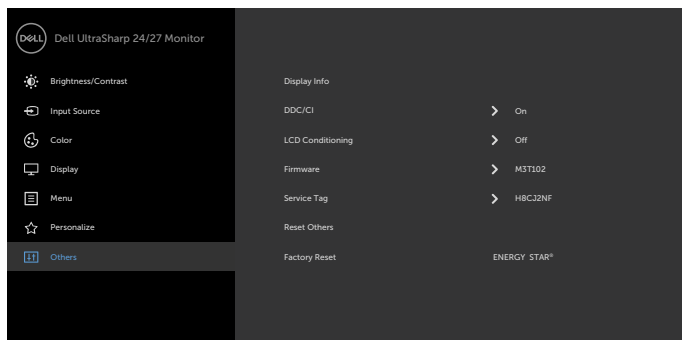 DELL Dell UltraSharp 24/27 Monitor
Brightness/Contrast
Input Source
Color
Display
Menu
Personalize
Others
Display Info
DDC/CI On
LCD Conditioning Off
Firmware M3T102
Service Tag H8CJ2NF
Reset Others
Factory Reset ENERGY STAR®